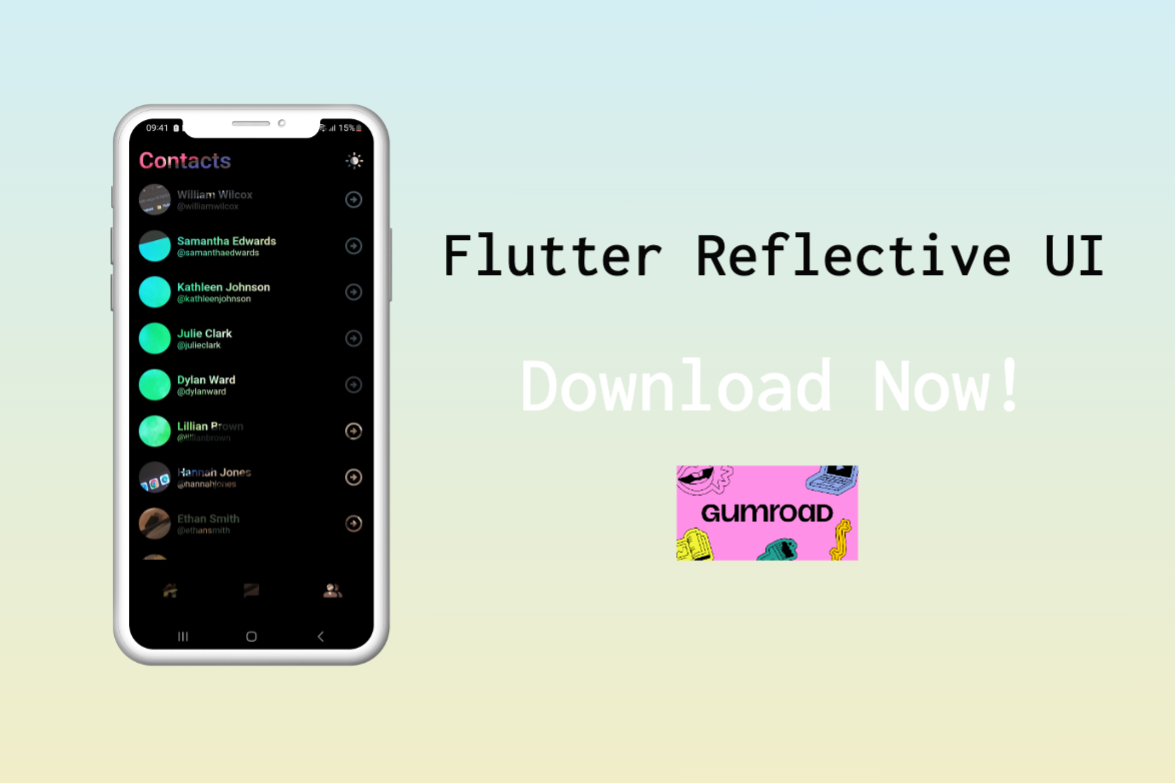 09:41
15%
Contacts
William Wilcox
@williamwilcox
Samantha Edwards
@samanthaedwards
Kathleen Johnson
@kathleenjohnson
Julie Clark
@julieclark
Dylan Ward
@dylanward
Lillian Brown
@lillianbrown
Hannah Jones
@hannahjones
Ethan Smith
@ethansmith
Flutter Reflective UI
Download Now!
GUMROAD